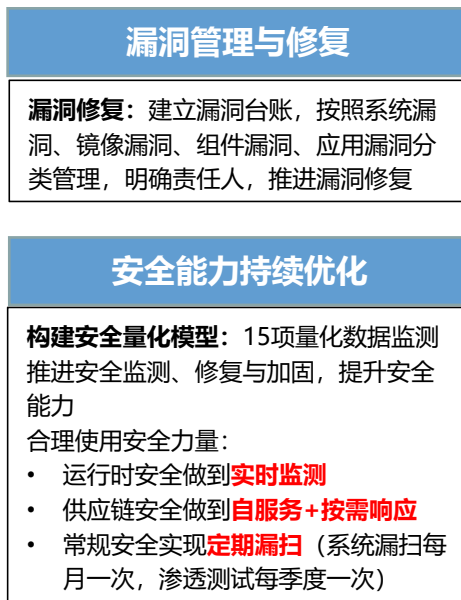 漏洞管理与修复
漏洞修复：建立漏洞台账，按照系统漏
洞、镜像漏洞、组件漏洞、应用漏洞分
类管理，明确责任人，推进漏洞修复
安全能力持续优化
构建安全量化模型：15项量化数据监测
推进安全监测、修复与加固，提升安全
能力
合理使用安全力量：
• 运行时安全做到实时监测
• 供应链安全做到自服务+按需响应
• 常规安全实现定期漏扫（系统漏扫每
月一次，渗透测试每季度一次）